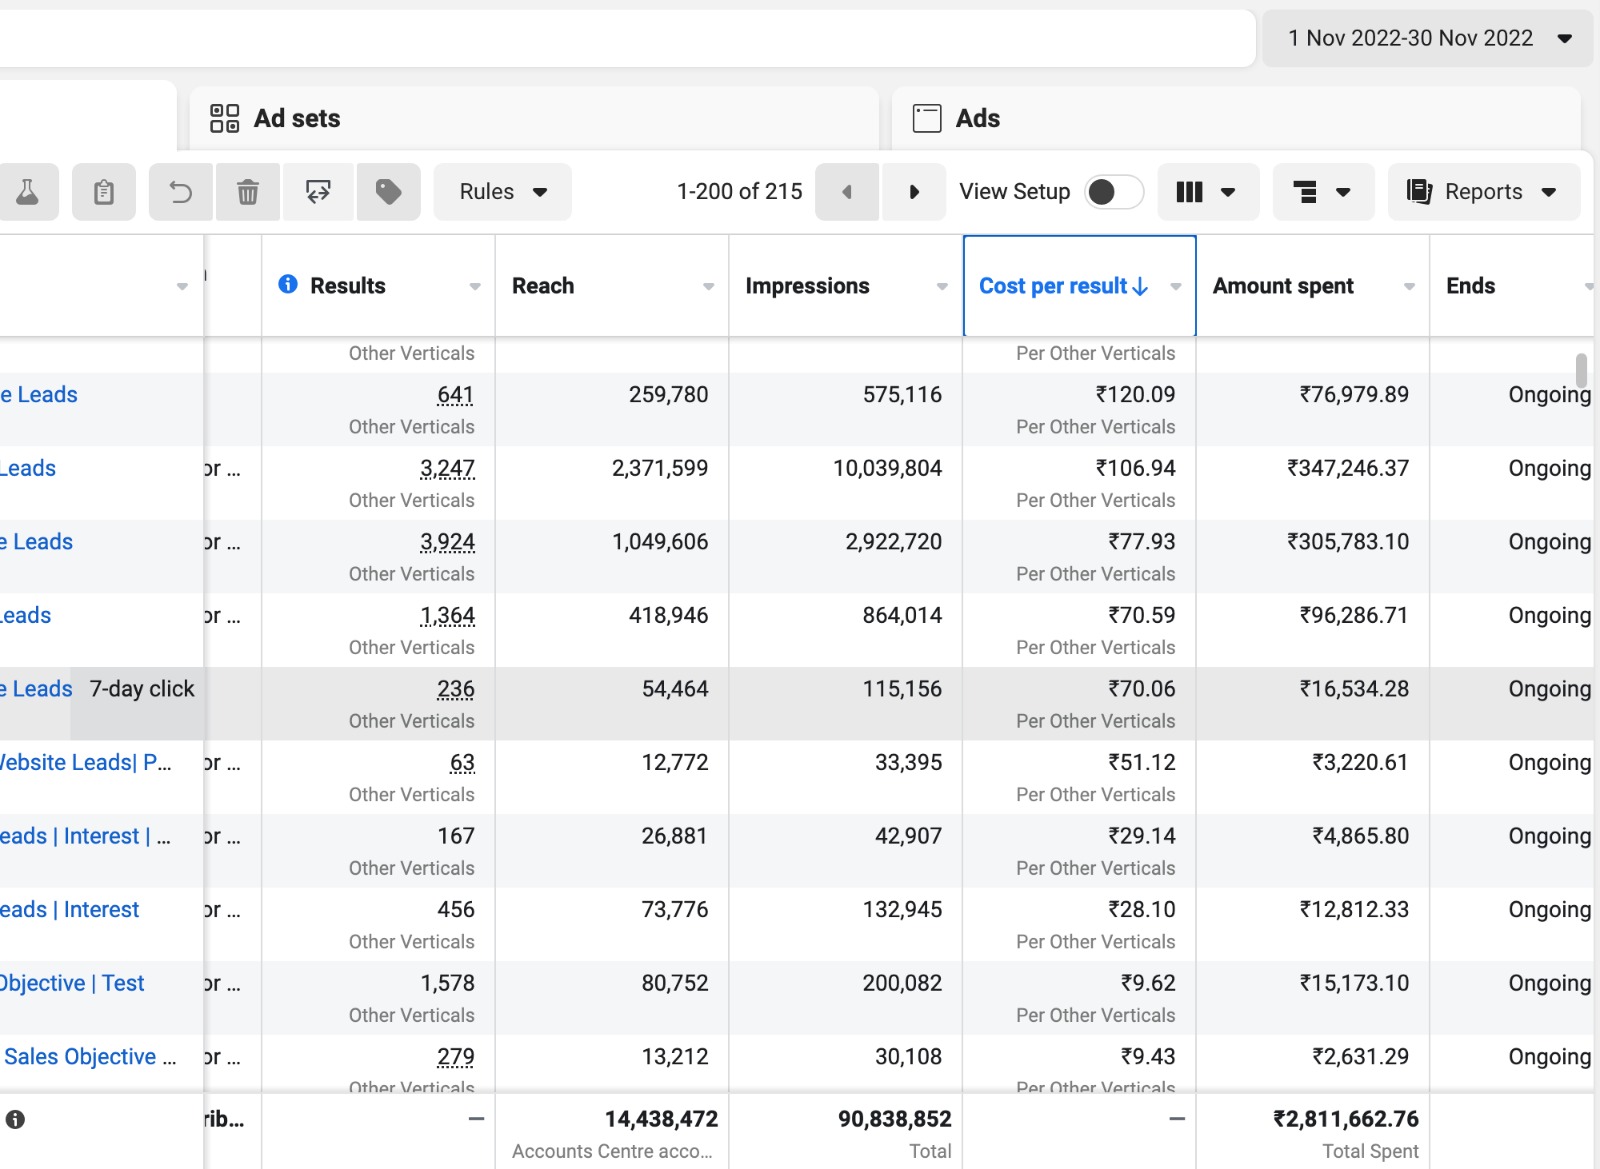 1 Nov 2022-30 Nov 2022
Ad sets
Ads
Rules
1-200 of 215
View Setup
Reports
Results
Reach
Impressions
Cost per result
Amount spent
Ends
Other Verticals
Per Other Verticals
e Leads
641
259,780
575,116
₹120.09
₹76,979.89
Ongoing
Other Verticals
Per Other Verticals
Leads
or ...
3,247
2,371,599
10,039,804
₹106.94
₹347,246.37
Ongoing
Other Verticals
Per Other Verticals
e Leads
or ...
3,924
1,049,606
2,922,720
₹77.93
₹305,783.10
Ongoing
Other Verticals
Per Other Verticals
Leads
or ...
1,364
418,946
864,014
₹70.59
₹96,286.71
Ongoing
Other Verticals
Per Other Verticals
e Leads
7-day click
236
54,464
115,156
₹70.06
₹16,534.28
Ongoing
Other Verticals
Per Other Verticals
Website Leads| P...
or ...
63
12,772
33,395
₹51.12
₹3,220.61
Ongoing
Other Verticals
Per Other Verticals
eads | Interest | ...
or ...
167
26,881
42,907
₹29.14
₹4,865.80
Ongoing
Other Verticals
Per Other Verticals
eads | Interest
or ...
456
73,776
132,945
₹28.10
₹12,812.33
Ongoing
Other Verticals
Per Other Verticals
Objective | Test
or ...
1,578
80,752
200,082
₹9.62
₹15,173.10
Ongoing
Other Verticals
Per Other Verticals
Sales Objective ...
or ...
279
13,212
30,108
₹9.43
₹2,631.29
Ongoing
Other Verticals
Per Other Verticals
rib...
—
14,438,472
90,838,852
—
₹2,811,662.76
Accounts Centre acco...
Total
Total Spent